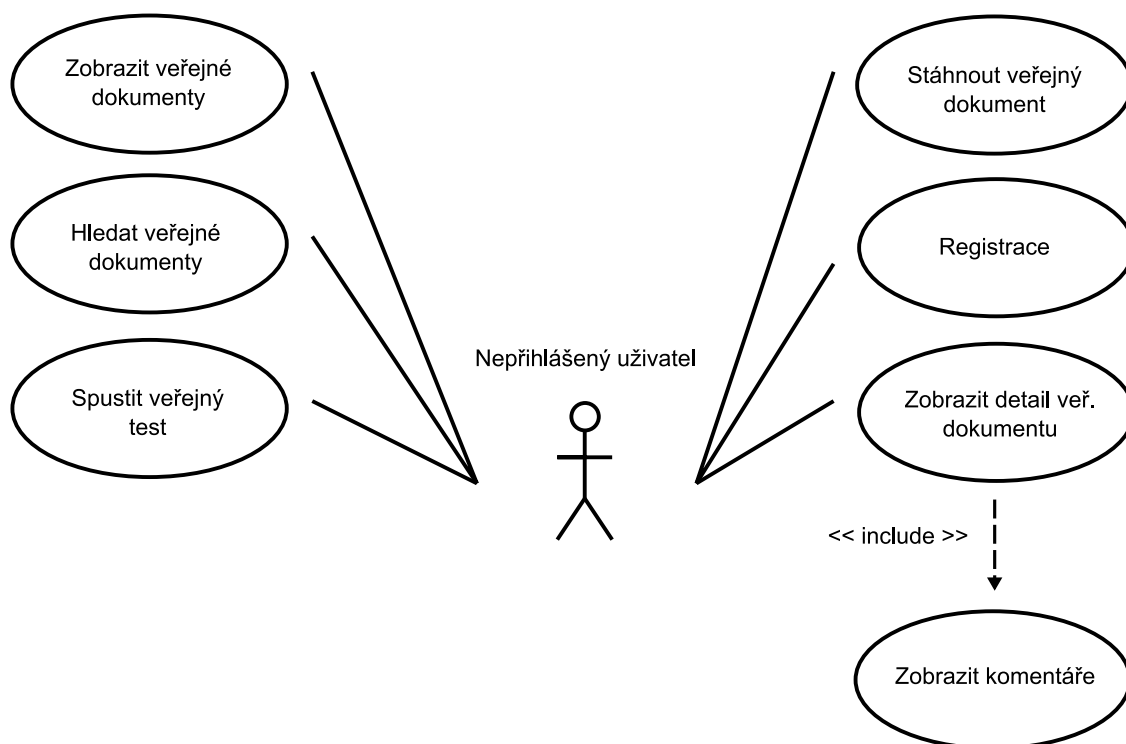 Zobrazit veřejné
dokumenty
Stáhnout veřejný
dokument
Hledat veřejné
dokumenty
Registrace
Nepřihlášený uživatel
Spustit veřejný
test
Zobrazit detail veř.
dokumentu
<< include >>
Zobrazit komentáře